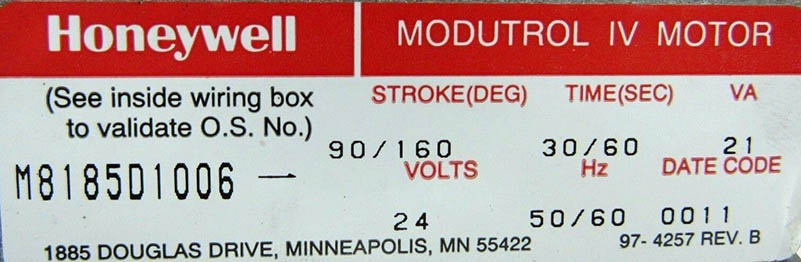 Honeywell MODUTROL IV MOTOR
(See inside wiring box STROKE(DEG) TIME(SEC) VA
to validate O.S. No.) 90/160 30/60 21
M8185D1006 — VOLTS Hz DATE CODE
24 50/60 0011
1885 DOUGLAS DRIVE, MINNEAPOLIS, MN 55422 97- 4257 REV. B